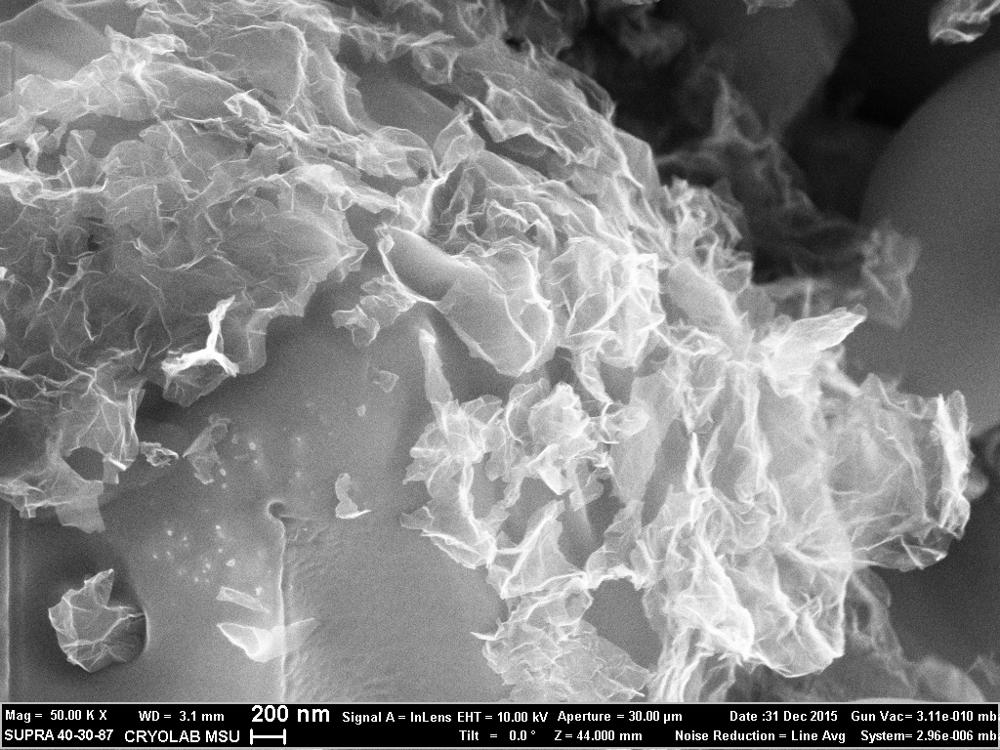 Mag = 50.00 K X WD = 3.1 mm 200 nm Signal A = InLens EHT = 10.00 kV Aperture = 30.00 µm Date :31 Dec 2015 Gun Vac= 3.11e-010 mb
SUPRA 40-30-87 CRYOLAB MSU Tilt = 0.0 ° Z = 44.000 mm Noise Reduction = Line Avg System= 2.96e-006 mb